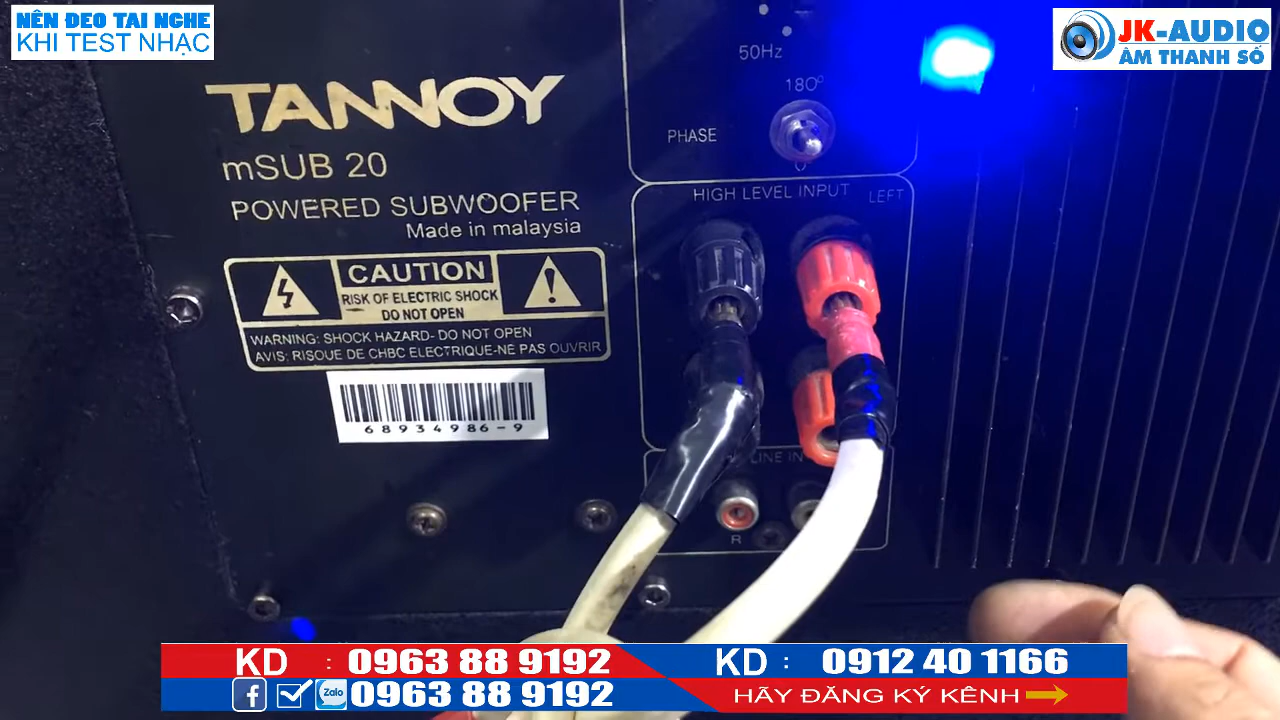 NÊN ĐEO TAI NGHE
KHI TEST NHẠC
JK-AUDIO
ÂM THANH SỐ
50Hz
180°
PHASE
TANNOY
mSUB 20
POWERED SUBWOOFER
Made in malaysia
HIGH LEVEL INPUT
LEFT
CAUTION
RISK OF ELECTRIC SHOCK
DO NOT OPEN
WARNING: SHOCK HAZARD- DO NOT OPEN
AVIS: RISOUE DE CHBC ELECTRIQUE-NE PAS OUVRIR
68934986-9
LINE IN
R
KD : 0963 88 9192
KD : 0912 40 1166
Zalo 0963 88 9192
HÃY ĐĂNG KÝ KÊNH